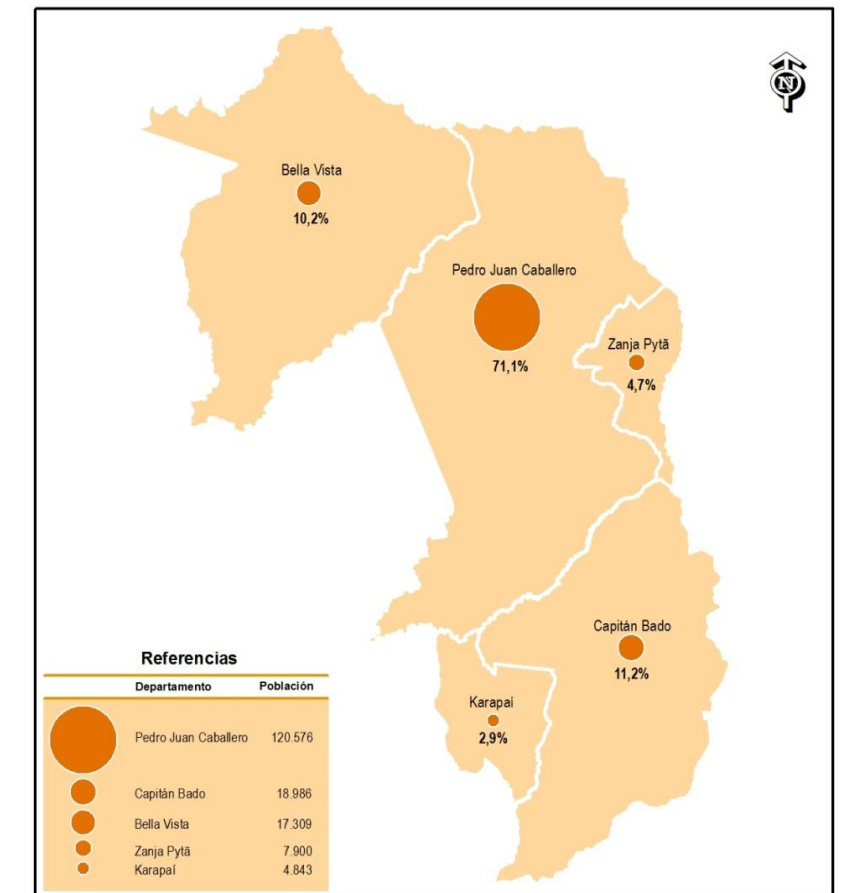 N
Bella Vista
10,2%
Pedro Juan Caballero
71,1%
Zanja Pytã
4,7%
Capitán Bado
11,2%
Karapaí
2,9%
Referencias
Departamento Población
Pedro Juan Caballero 120.576
Capitán Bado 18.986
Bella Vista 17.309
Zanja Pytã 7.900
Karapaí 4.843